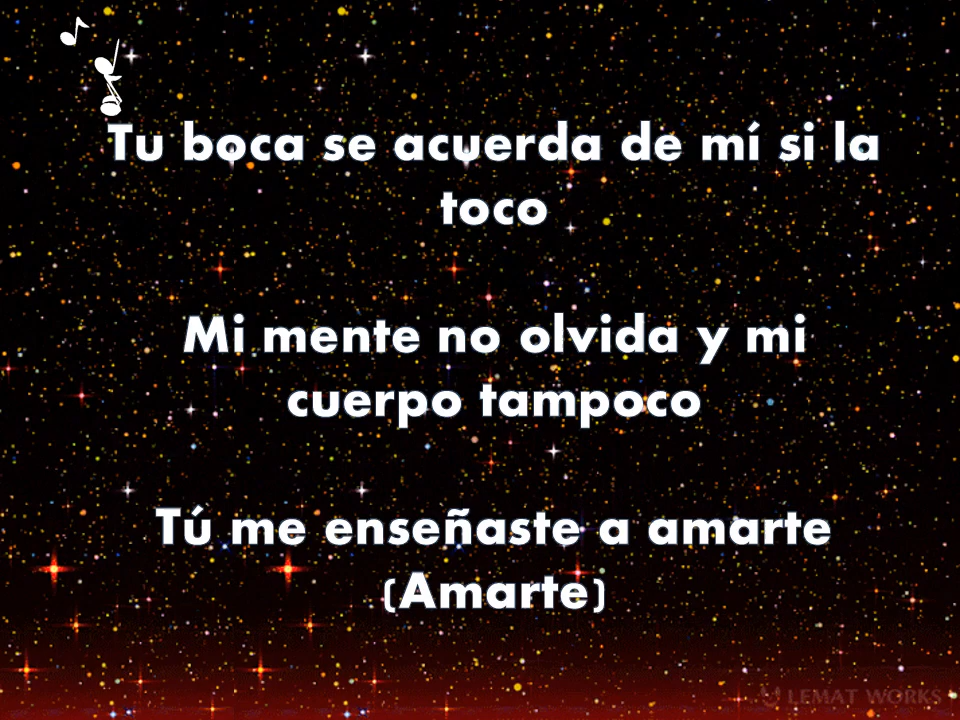 Tu boca se acuerda de mí si la
toco
Mi mente no olvida y mi
cuerpo tampoco
Tú me enseñaste a amarte
(Amarte)
LEMAT WORKS